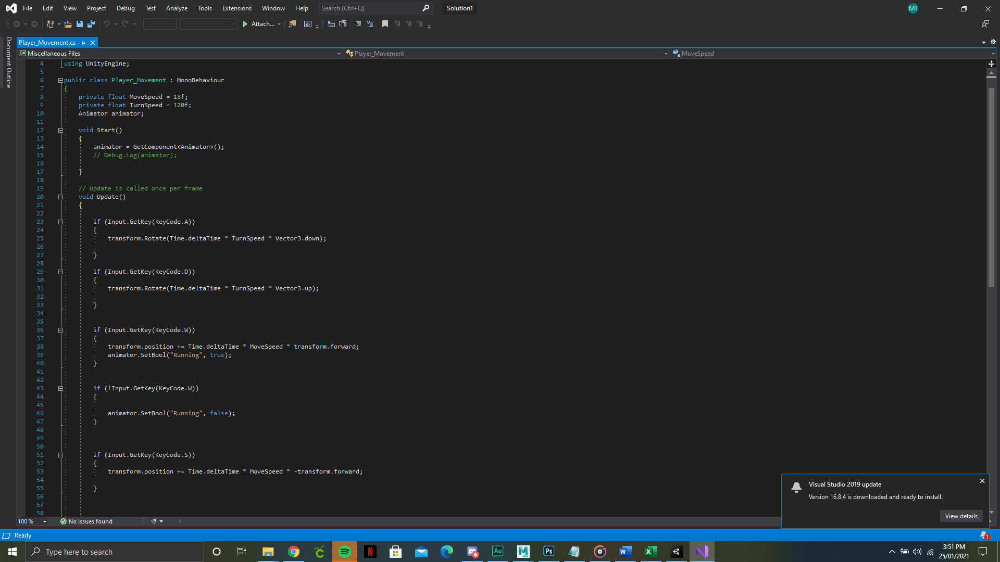 File Edit View Project Debug Test Analyze Tools Extensions Window Help Search (Ctrl+Q) Solution1 MI
Attach...
Document Outline
Player_Movement.cs
C# Miscellaneous Files Player_Movement MoveSpeed
4 using UnityEngine;
5
6 public class Player_Movement : MonoBehaviour
7 {
8 private float MoveSpeed = 18f;
9 private float TurnSpeed = 120f;
10 Animator animator;
11
12 void Start()
13 {
14 animator = GetComponent<Animator>();
15 // Debug.Log(animator);
16
17 }
18
19 // Update is called once per frame
20 void Update()
21 {
22
23 if (Input.GetKey(KeyCode.A))
24 {
25 transform.Rotate(Time.deltaTime * TurnSpeed * Vector3.down);
26
27 }
28
29 if (Input.GetKey(KeyCode.D))
30 {
31 transform.Rotate(Time.deltaTime * TurnSpeed * Vector3.up);
32
33 }
34
35
36 if (Input.GetKey(KeyCode.W))
37 {
38 transform.position += Time.deltaTime * MoveSpeed * transform.forward;
39 animator.SetBool("Running", true);
40 }
41
42
43 if (!Input.GetKey(KeyCode.W))
44 {
45
46 animator.SetBool("Running", false);
47 }
48
49
50
51 if (Input.GetKey(KeyCode.S))
52 {
53 transform.position += Time.deltaTime * MoveSpeed * -transform.forward;
54
55 }
56
57
58
Visual Studio 2019 update
Version 16.8.4 is downloaded and ready to install.
View details
100 % No issues found
Ready 1
Type here to search N Au MAYA Ps W X
3:51 PM
25/01/2021